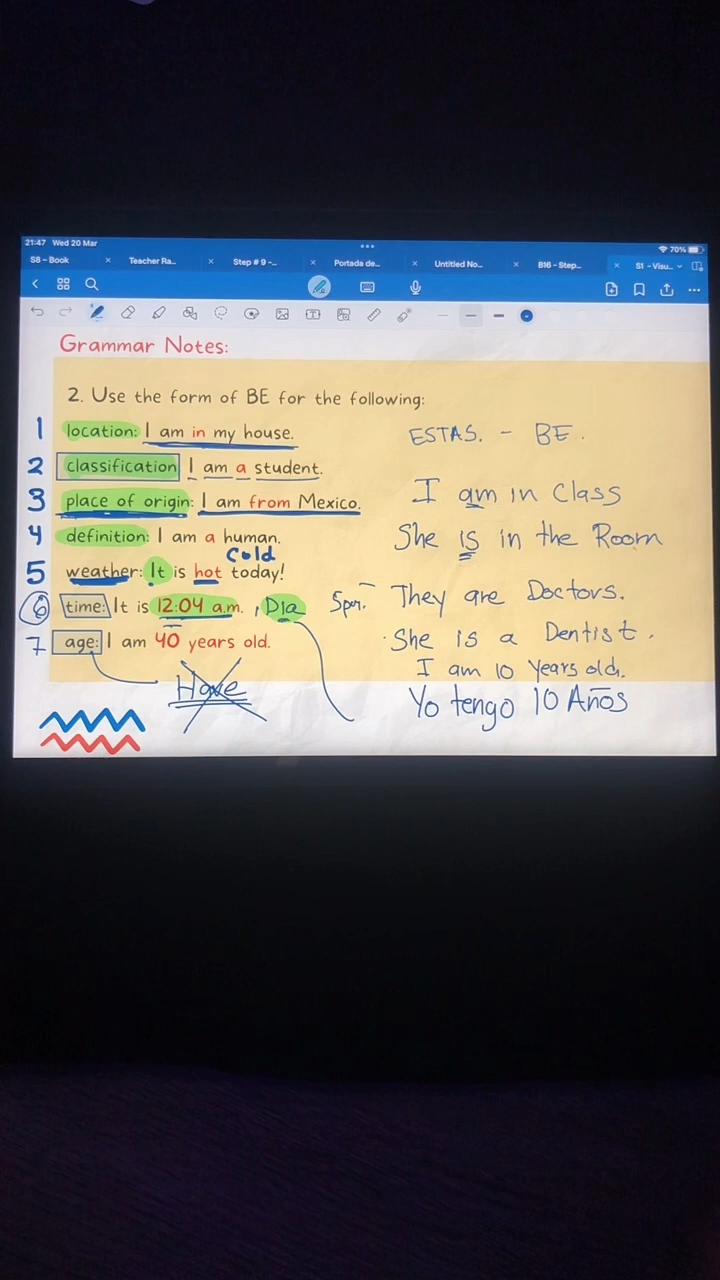 21:47 Wed 20 Mar
70%
S8 – Book
Teacher Ra...
Step # 9 –...
Portada de...
Untitled No...
B16 – Step...
S1 – Visu...
Grammar Notes:
2. Use the form of BE for the following:
1 location: I am in my house.
2 classification I am a student.
3 place of origin: I am from Mexico.
4 definition: I am a human.
Cold
5 weather: It is hot today!
6 time: It is 12:04 a.m. , Dia 5pm.
7 age: I am 40 years old.
Have
ESTAS. – BE.
I am in Class
She is in the Room
They are Doctors.
She is a Dentist.
I am 10 Years old.
Yo tengo 10 Años